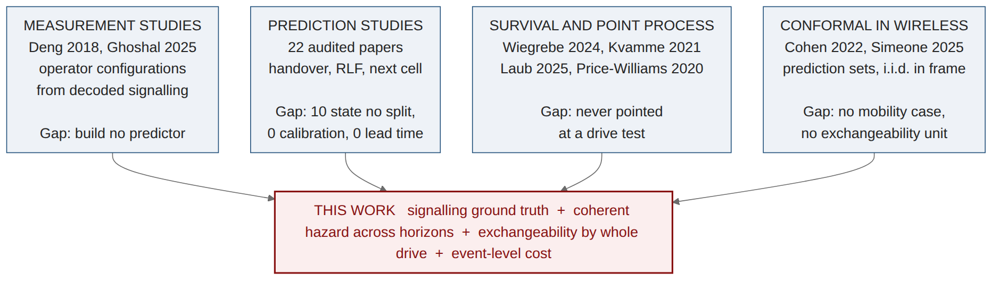 MEASUREMENT STUDIES
Deng 2018, Ghoshal 2025
operator configurations
from decoded signalling
Gap: build no predictor
PREDICTION STUDIES
22 audited papers
handover, RLF, next cell
Gap: 10 state no split,
0 calibration, 0 lead time
SURVIVAL AND POINT PROCESS
Wiegrebe 2024, Kvamme 2021
Laub 2025, Price-Williams 2020
Gap: never pointed
at a drive test
CONFORMAL IN WIRELESS
Cohen 2022, Simeone 2025
prediction sets, i.i.d. in frame
Gap: no mobility case,
no exchangeability unit
THIS WORK signalling ground truth + coherent
hazard across horizons + exchangeability by whole
drive + event-level cost